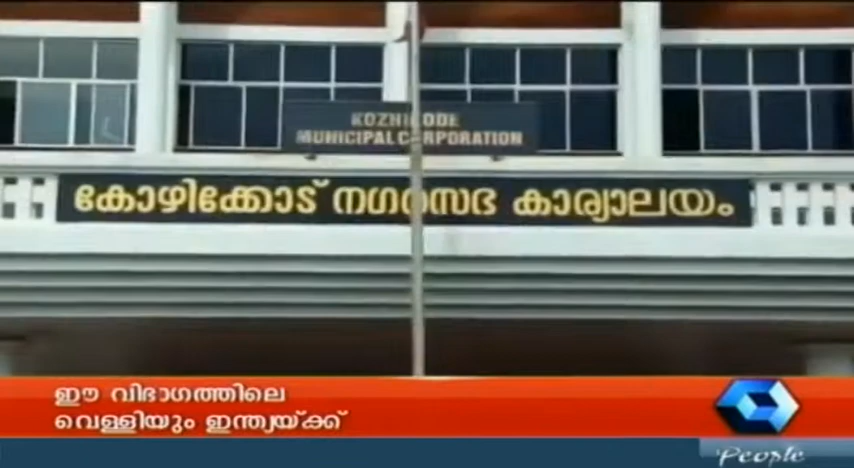 KOZHIKODE
MUNICIPAL CORPORATION
കോഴിക്കോട് നഗരസഭ കാര്യാലയം
ഈ വിഭാഗത്തിലെ
വെള്ളിയും ഇന്ത്യയ്ക്ക്
People